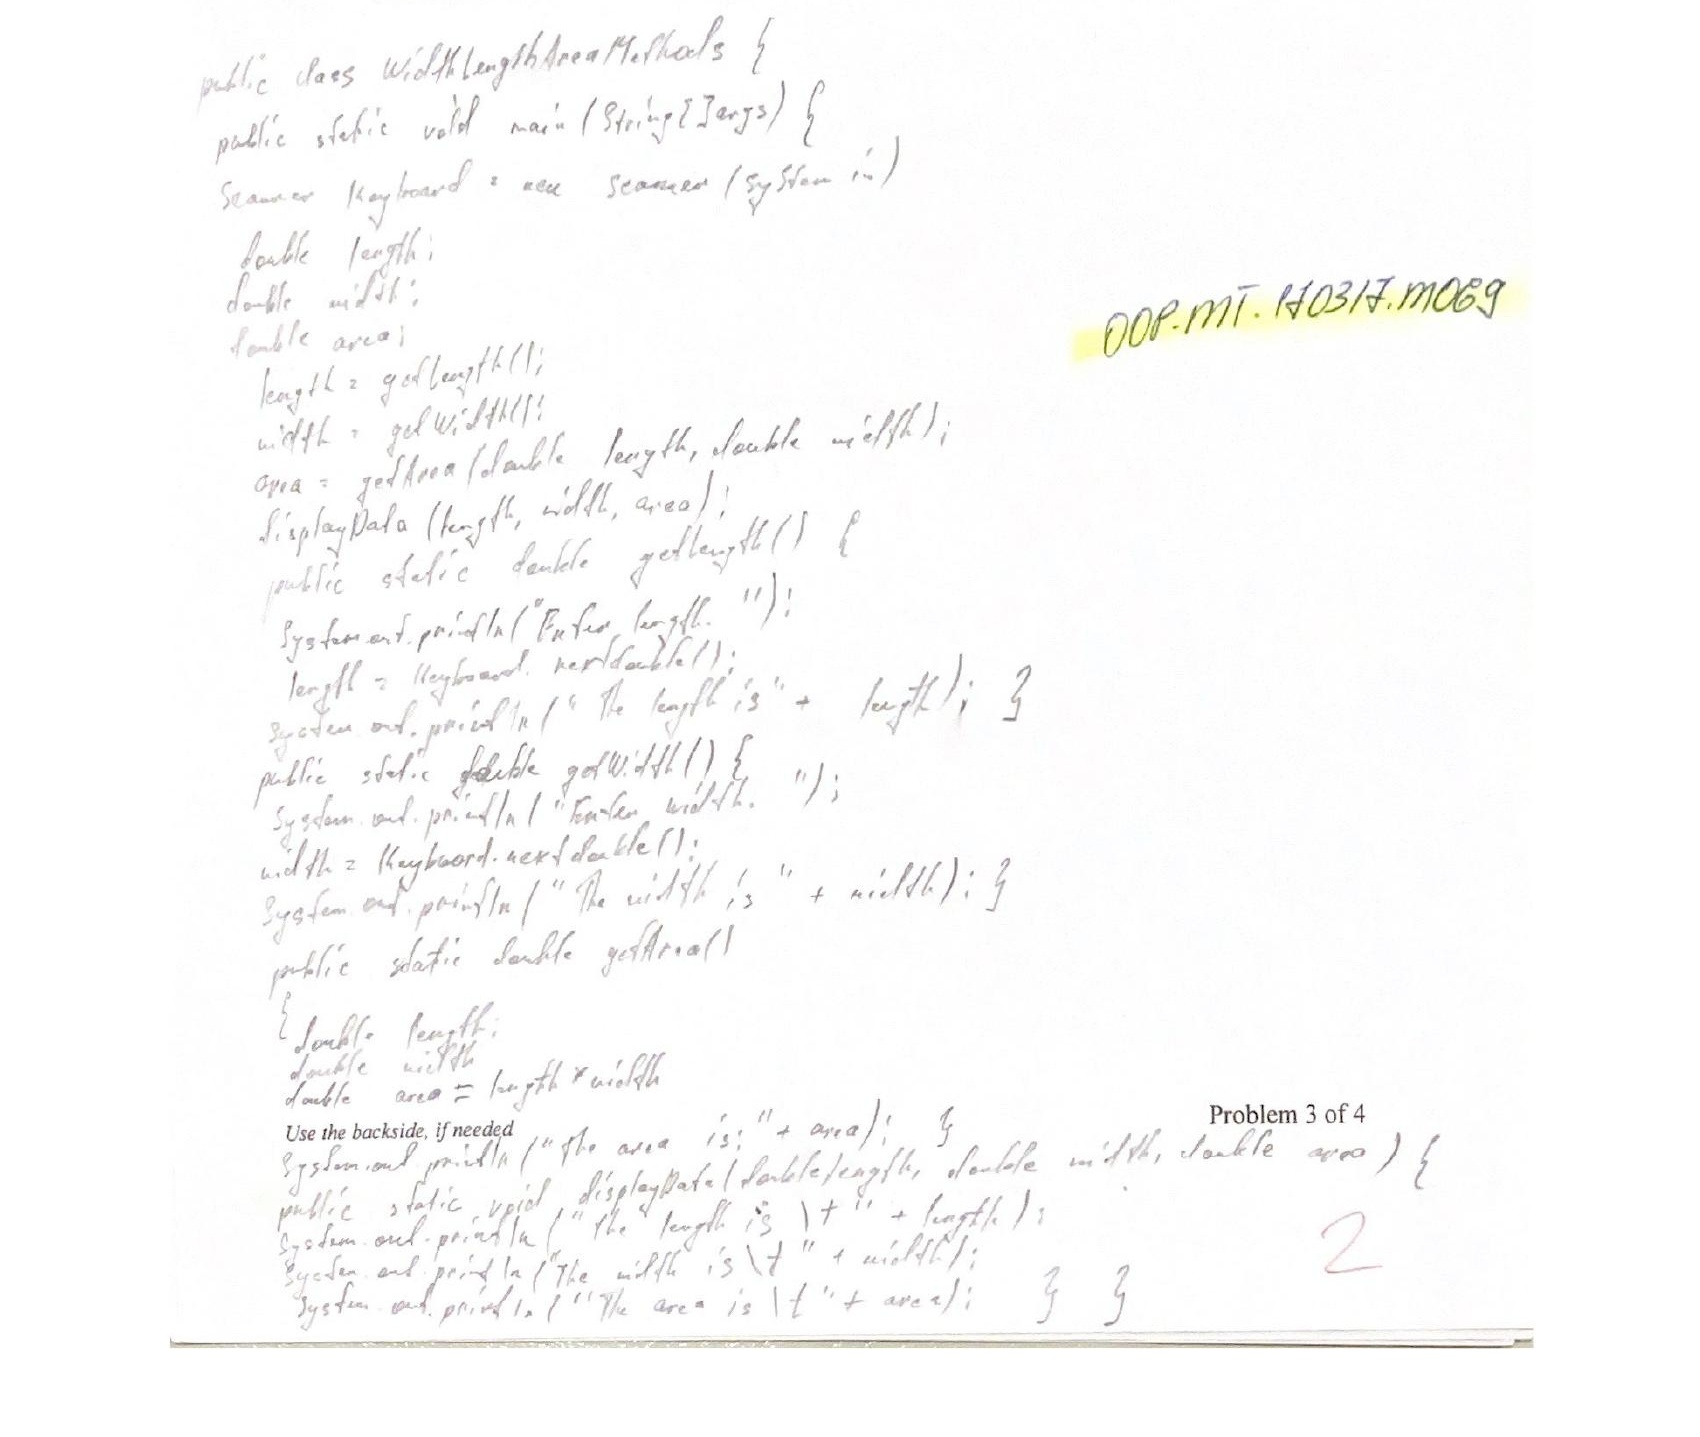 public class WidthLengthAreaMethods {
public static void main (String[] args) {
Scanner Keyboard = new scanner (system in)
double length;
double width;
double area;
length = getlength();
width = getWidth();
area = getArea (double length, double width);
displayData (length, width, area);
public static double getlength() {
System.out.println("Enter length. ");
length = Keyboard. nextdouble();
System.out.println (" The length is" + length); }
public static double getWidth() {
System.out.println( "Enter width. ");
width = Keyboard.nextdouble();
System.out.println (" The width is " + width); }
public static double getArea()
{
double length;
double width
double area = length * width
Use the backside, if needed
Problem 3 of 4
System.out println ("the area is:" + area); }
public static void displayData (double length, double width, double area) {
System.out.println (" the length is \t " + length);
System.out.println ("The width is \t " + width);
System.out.println ("The area is \t " + area); } }
OOP.MT.170317.M069
2